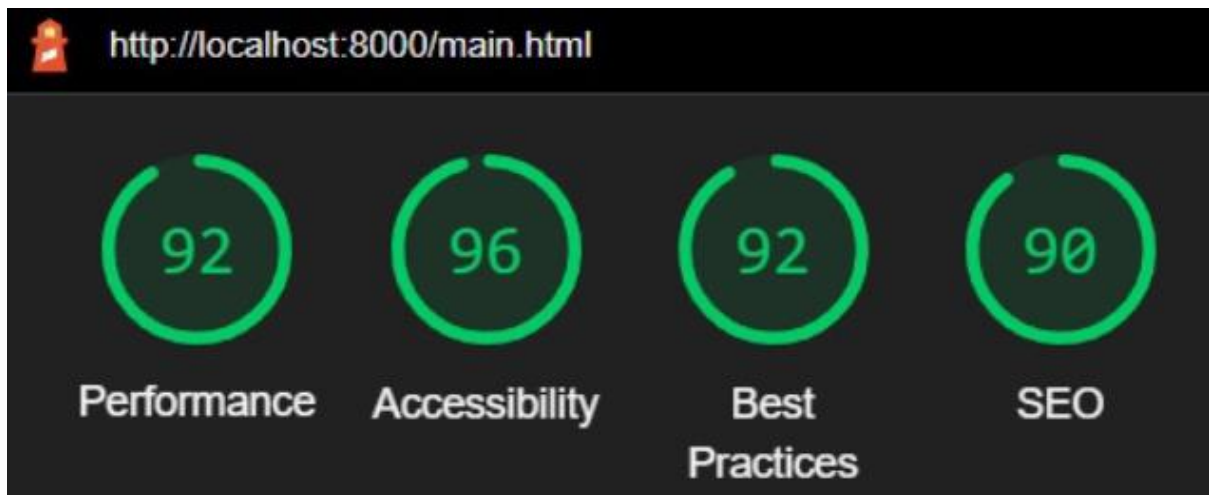 http://localhost:8000/main.html
92 96 92 90
Performance Accessibility Best SEO
Practices